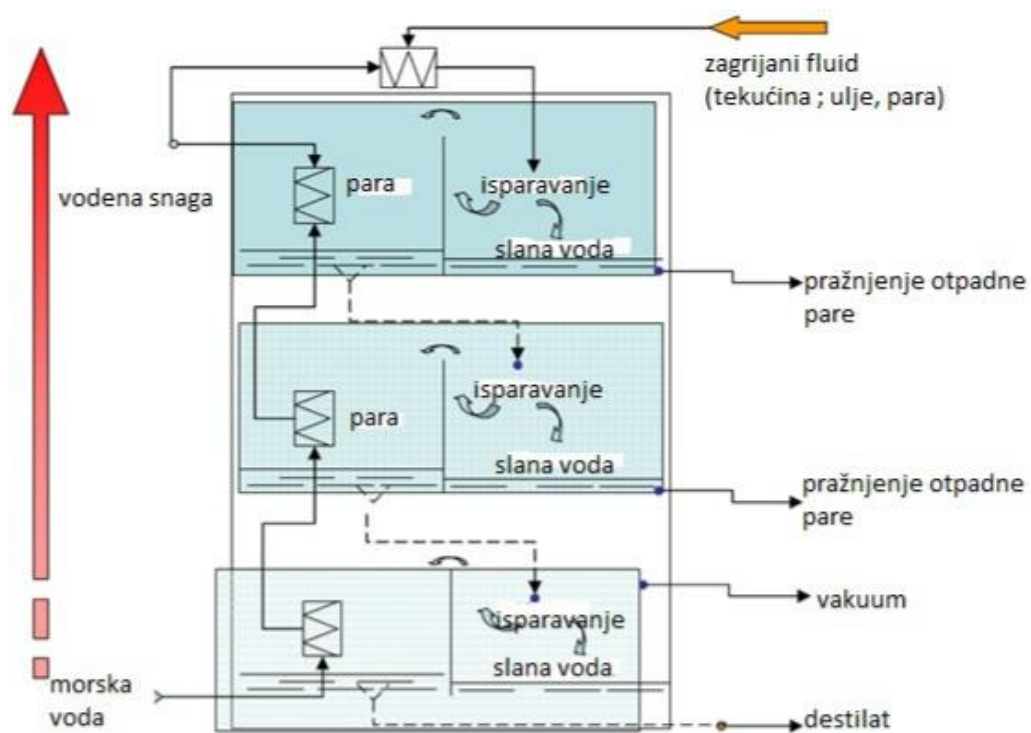 zagrijani fluid
(tekućina ; ulje, para)
vodena snaga
para
isparavanje
slana voda
pražnjenje otpadne
pare
para
isparavanje
slana voda
pražnjenje otpadne
pare
vakuum
isparavanje
slana voda
morska
voda
destilat